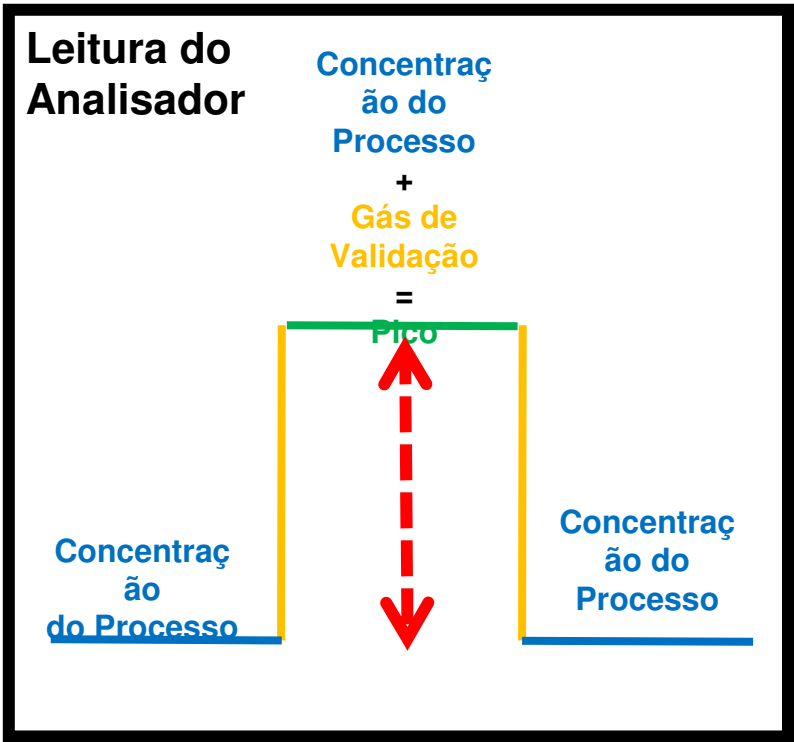 Leitura do
Analisador
Concentraç
ão do
Processo
+
Gás de
Validação
=
Pico
Concentraç
ão
do Processo
Concentraç
ão do
Processo